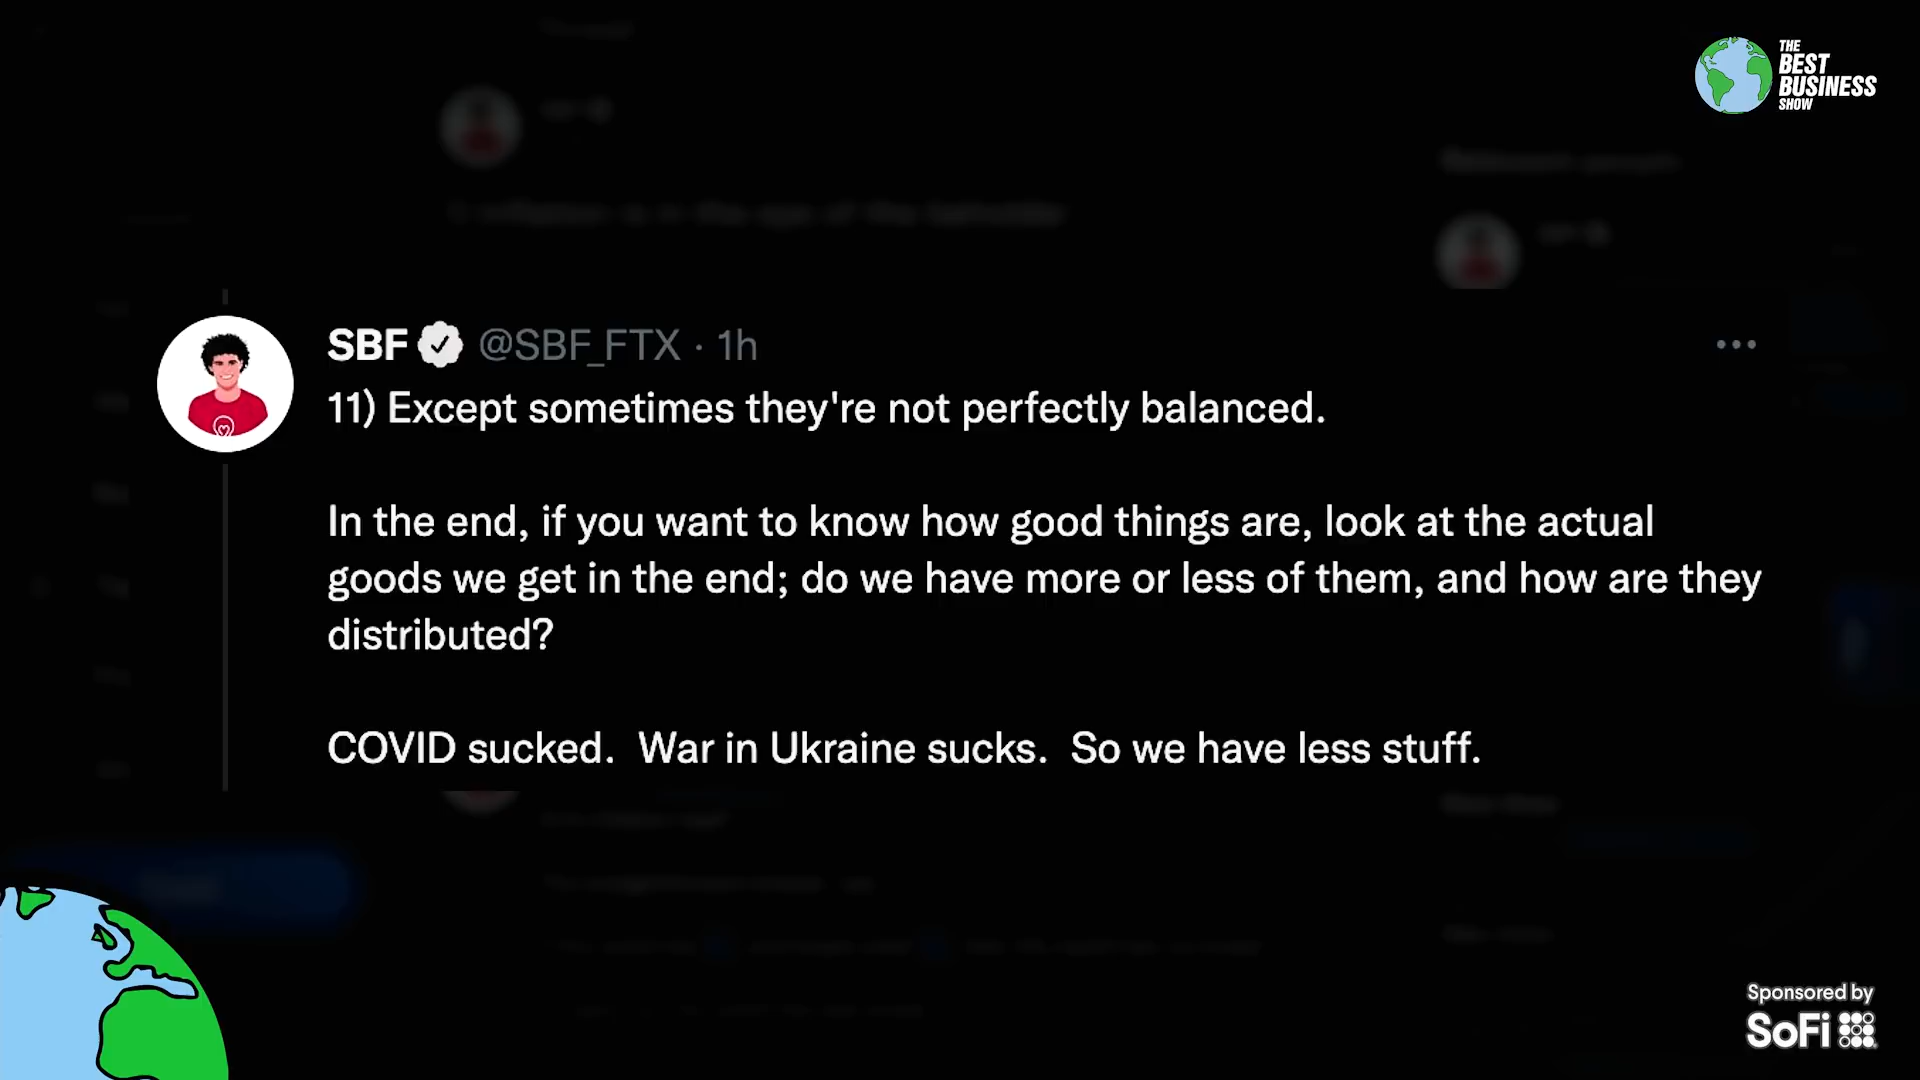 THE
BEST
BUSINESS
SHOW
SBF @SBF_FTX · 1h
11) Except sometimes they're not perfectly balanced.
In the end, if you want to know how good things are, look at the actual
goods we get in the end; do we have more or less of them, and how are they
distributed?
COVID sucked.  War in Ukraine sucks.  So we have less stuff.
Sponsored by
SoFi